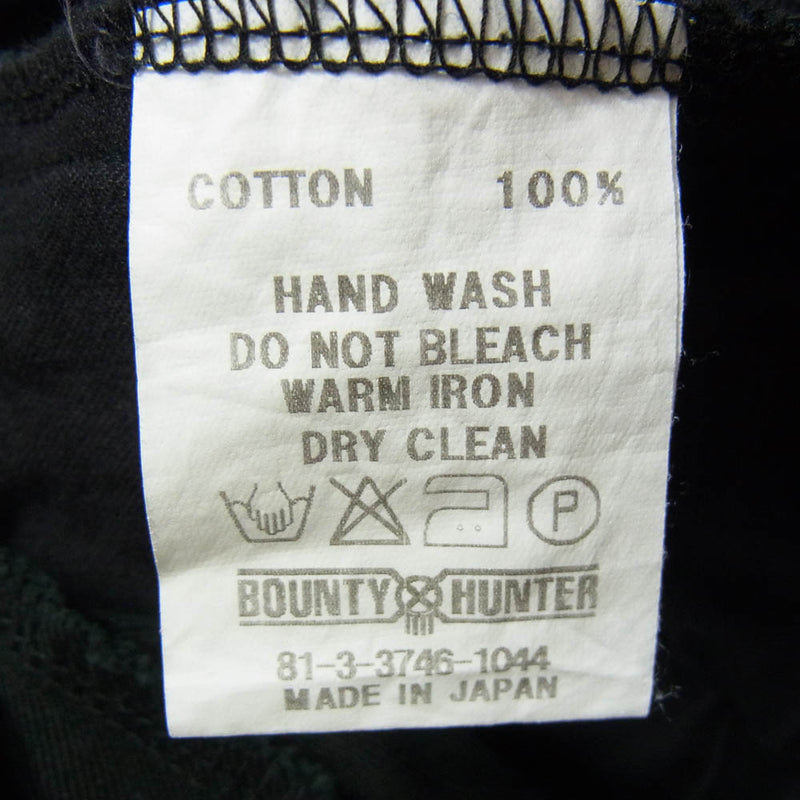 COTTON 100%
HAND WASH
DO NOT BLEACH
WARM IRON
DRY CLEAN
P
BOUNTY HUNTER
81-3-3746-1044
MADE IN JAPAN